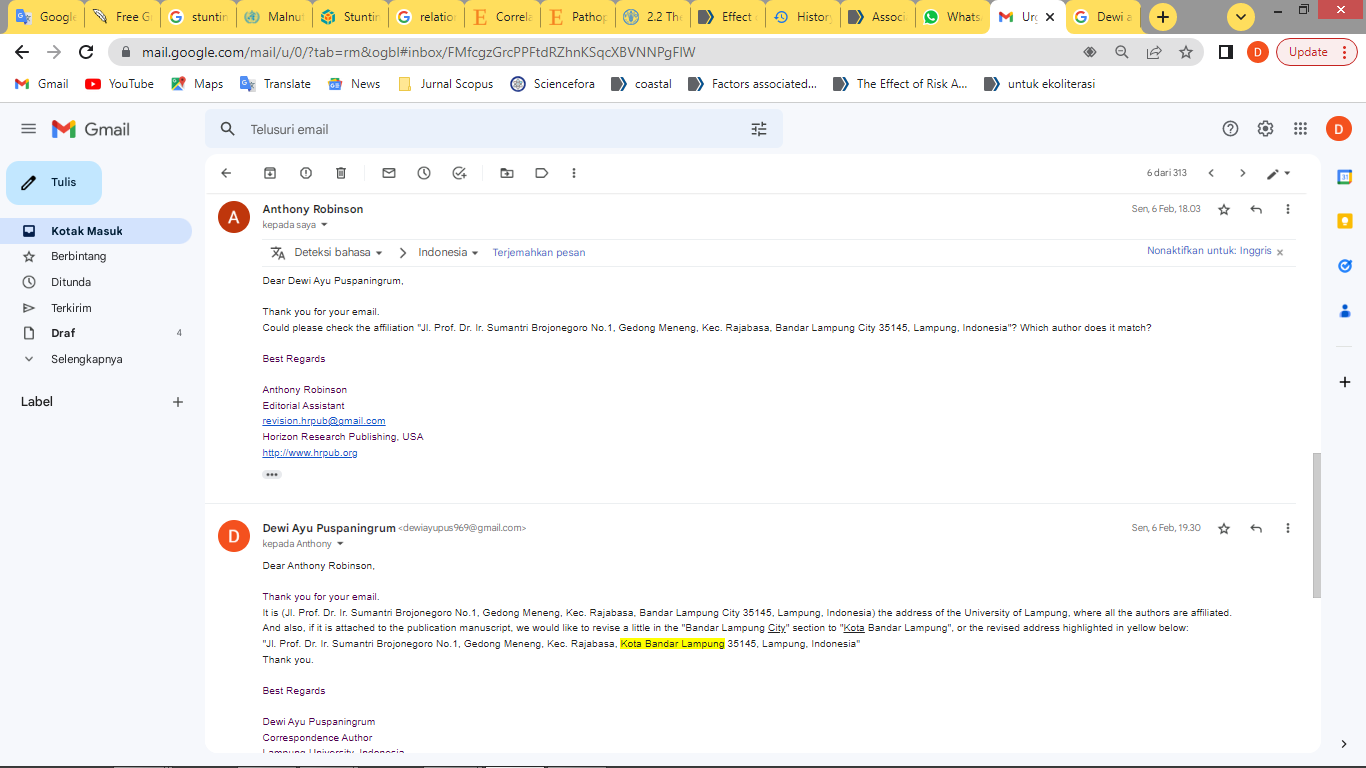 Google
Free G
stuntin
Malnut
Stuntin
relation
Correla
Pathop
2.2 The
Effect
History
Associ
Whats
Urg
Dewi a
mail.google.com/mail/u/0/?tab=rm&ogbl#inbox/FMfcgzGrcPPFtdRZhnKSqcXBVNNPgFlW
D
Update
Gmail
YouTube
Maps
Translate
News
Jurnal Scopus
Sciencefora
coastal
Factors associated...
The Effect of Risk A...
untuk ekoliterasi
Gmail
Telusuri email
D
Tulis
6 dari 313
Kotak Masuk
Berbintang
Ditunda
Terkirim
Draf 4
Selengkapnya
Label
A
Anthony Robinson
Sen, 6 Feb, 18.03
kepada saya
Deteksi bahasa
Indonesia
Terjemahkan pesan
Nonaktifkan untuk: Inggris
Dear Dewi Ayu Puspaningrum,
Thank you for your email.
Could please check the affiliation "Jl. Prof. Dr. Ir. Sumantri Brojonegoro No.1, Gedong Meneng, Kec. Rajabasa, Bandar Lampung City 35145, Lampung, Indonesia"? Which author does it match?
Best Regards
Anthony Robinson
Editorial Assistant
revision.hrpub@gmail.com
Horizon Research Publishing, USA
http://www.hrpub.org
D
Dewi Ayu Puspaningrum <dewiayupus969@gmail.com>
Sen, 6 Feb, 19.30
kepada Anthony
Dear Anthony Robinson,
Thank you for your email.
It is (Jl. Prof. Dr. Ir. Sumantri Brojonegoro No.1, Gedong Meneng, Kec. Rajabasa, Bandar Lampung City 35145, Lampung, Indonesia) the address of the University of Lampung, where all the authors are affiliated.
And also, if it is attached to the publication manuscript, we would like to revise a little in the "Bandar Lampung City" section to "Kota Bandar Lampung", or the revised address highlighted in yellow below:
"Jl. Prof. Dr. Ir. Sumantri Brojonegoro No.1, Gedong Meneng, Kec. Rajabasa, Kota Bandar Lampung 35145, Lampung, Indonesia"
Thank you.
Best Regards
Dewi Ayu Puspaningrum
Correspondence Author
Lampung University, Indonesia